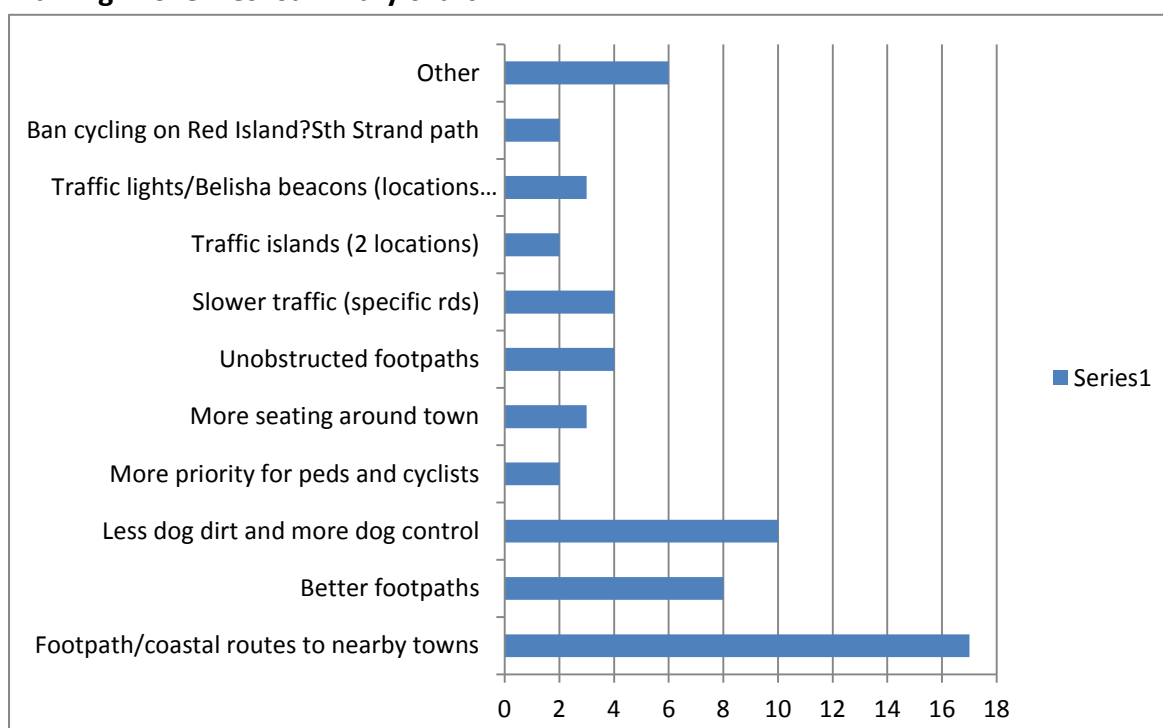 Other
Ban cycling on Red Island?Sth Strand path
Traffic lights/Belisha beacons (locations...
Traffic islands (2 locations)
Slower traffic (specific rds)
Unobstructed footpaths
More seating around town
More priority for peds and cyclists
Less dog dirt and more dog control
Better footpaths
Footpath/coastal routes to nearby towns
0 2 4 6 8 10 12 14 16 18
Series1